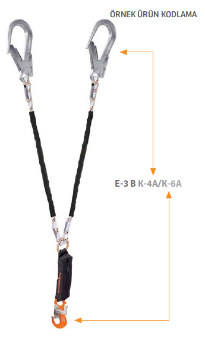 ÖRNEK ÜRÜN KODLAMA
E-3 B K-4A/K-6A